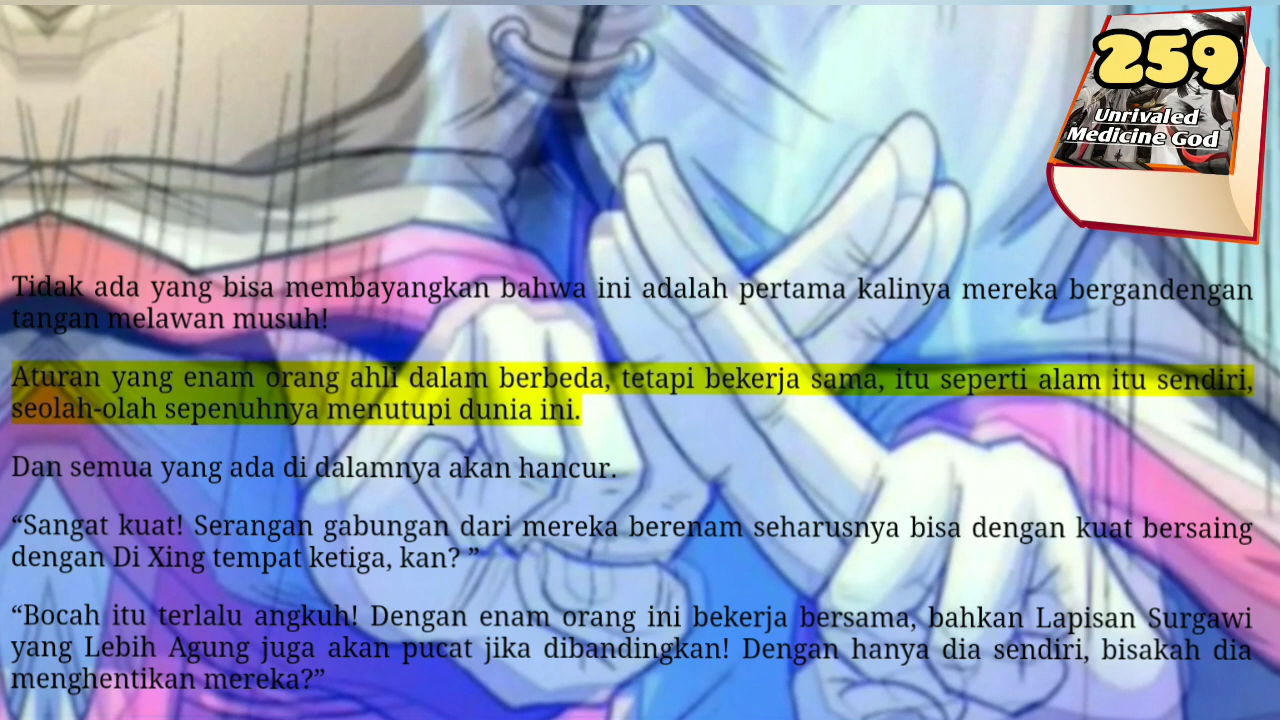 259
Unrivaled
Medicine God
Tidak ada yang bisa membayangkan bahwa ini adalah pertama kalinya mereka bergandengan
tangan melawan musuh!
Aturan yang enam orang ahli dalam berbeda, tetapi bekerja sama, itu seperti alam itu sendiri,
seolah-olah sepenuhnya menutupi dunia ini.
Dan semua yang ada di dalamnya akan hancur.
“Sangat kuat! Serangan gabungan dari mereka berenam seharusnya bisa dengan kuat bersaing
dengan Di Xing tempat ketiga, kan? ”
“Bocah itu terlalu angkuh! Dengan enam orang ini bekerja bersama, bahkan Lapisan Surgawi
yang Lebih Agung juga akan pucat jika dibandingkan! Dengan hanya dia sendiri, bisakah dia
menghentikan mereka?”